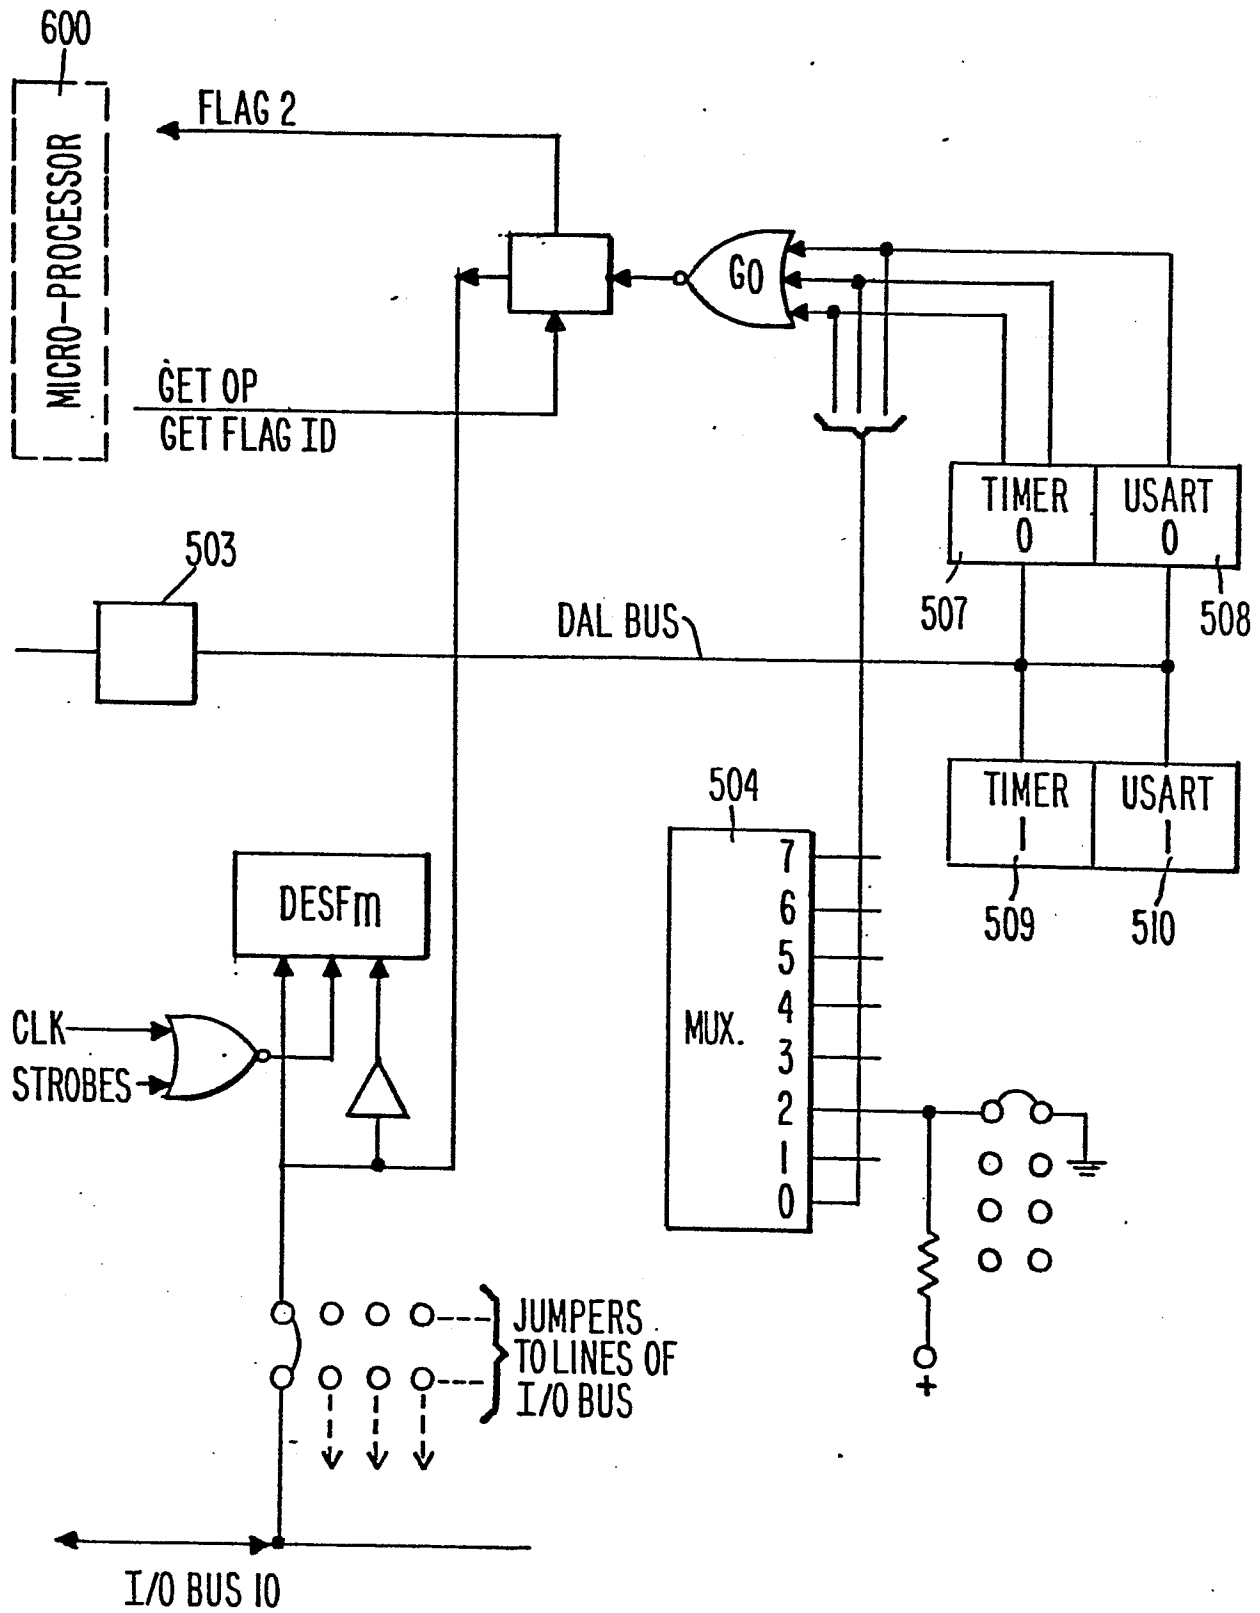 600
MICRO-PROCESSOR
FLAG 2
GO
GET OP
GET FLAG ID
TIMER
0
USART
0
507
508
503
DAL BUS
TIMER
1
USART
1
509
510
504
MUX.
7
6
5
4
3
2
1
0
DESFm
CLK
STROBES
+
JUMPERS
TO LINES OF
I/O BUS
I/O BUS 10